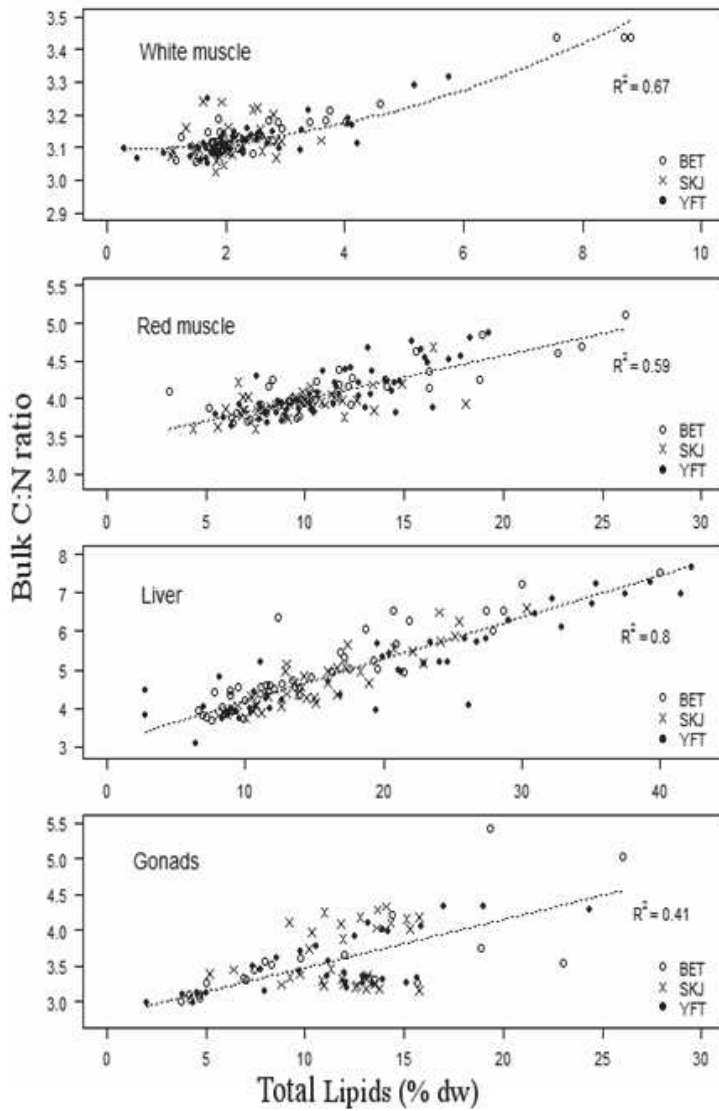 Bulk C:N ratio
3.5
3.4
3.3
3.2
3.1
3.0
2.9
White muscle
R² = 0.67
BET
SKJ
YFT
0 2 4 6 8 10
5.5
5.0
4.5
4.0
3.5
3.0
Red muscle
R² = 0.59
BET
SKJ
YFT
0 5 10 15 20 25 30
8
7
6
5
4
3
Liver
R² = 0.8
BET
SKJ
YFT
0 10 20 30 40
5.5
5.0
4.5
4.0
3.5
3.0
Gonads
R² = 0.41
BET
SKJ
YFT
0 5 10 15 20 25 30
Total Lipids (% dw)